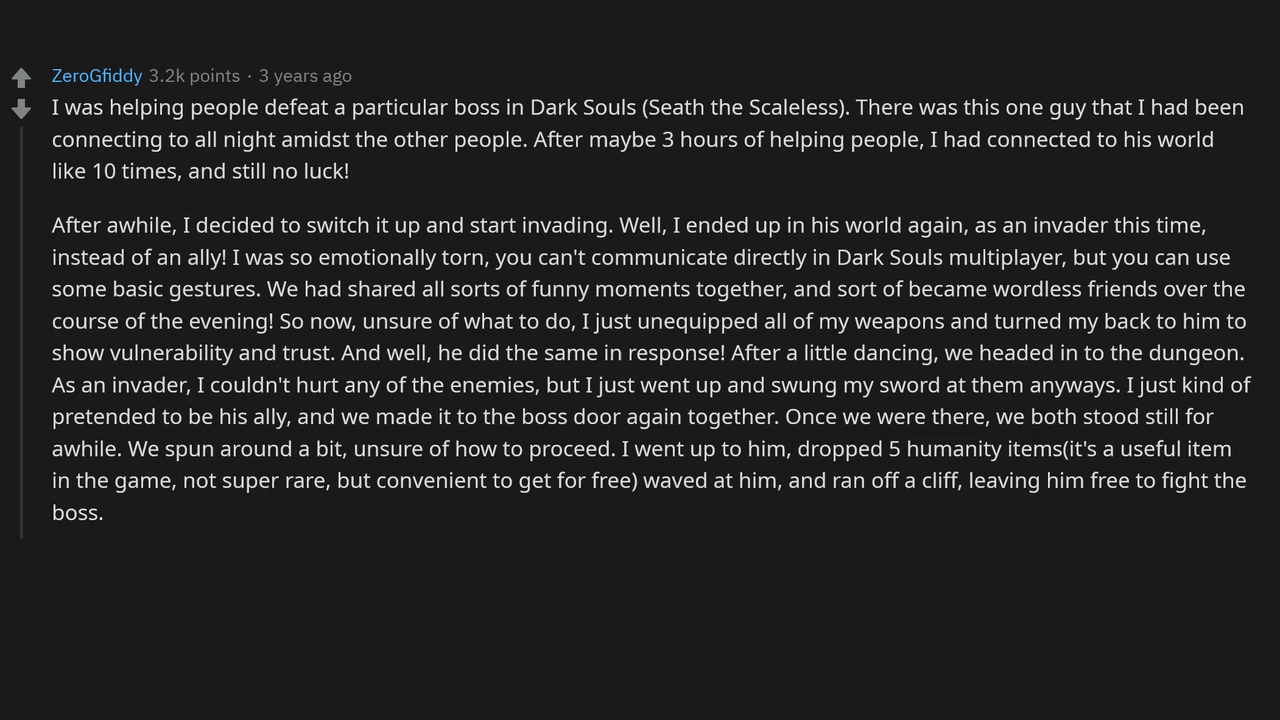 ZeroGfiddy 3.2k points · 3 years ago
I was helping people defeat a particular boss in Dark Souls (Seath the Scaleless). There was this one guy that I had been
connecting to all night amidst the other people. After maybe 3 hours of helping people, I had connected to his world
like 10 times, and still no luck!
After awhile, I decided to switch it up and start invading. Well, I ended up in his world again, as an invader this time,
instead of an ally! I was so emotionally torn, you can't communicate directly in Dark Souls multiplayer, but you can use
some basic gestures. We had shared all sorts of funny moments together, and sort of became wordless friends over the
course of the evening! So now, unsure of what to do, I just unequipped all of my weapons and turned my back to him to
show vulnerability and trust. And well, he did the same in response! After a little dancing, we headed in to the dungeon.
As an invader, I couldn't hurt any of the enemies, but I just went up and swung my sword at them anyways. I just kind of
pretended to be his ally, and we made it to the boss door again together. Once we were there, we both stood still for
awhile. We spun around a bit, unsure of how to proceed. I went up to him, dropped 5 humanity items(it's a useful item
in the game, not super rare, but convenient to get for free) waved at him, and ran off a cliff, leaving him free to fight the
boss.